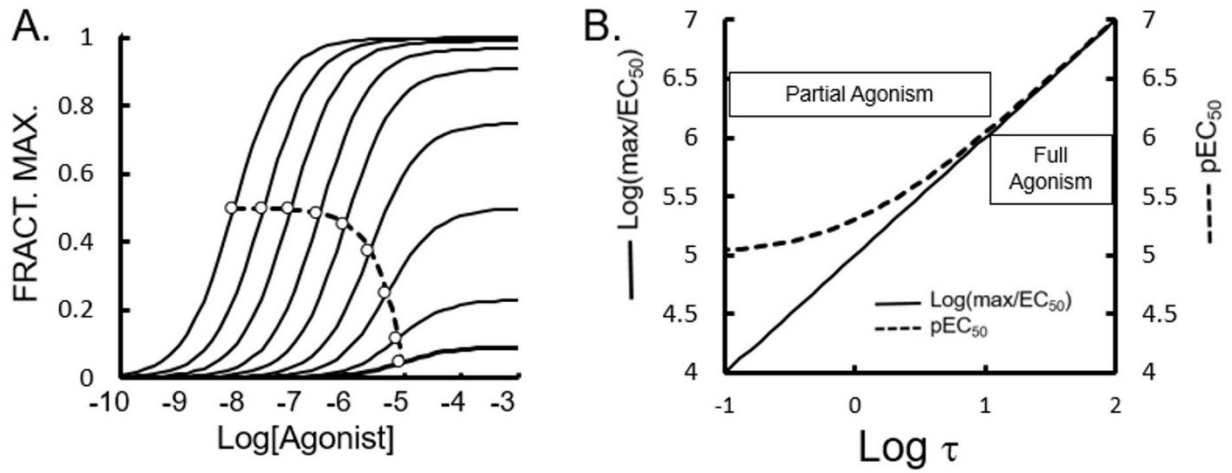 A.
FRACT. MAX.
1
0.8
0.6
0.4
0.2
0
-10 -9 -8 -7 -6 -5 -4 -3
Log[Agonist]
B.
Log(max/EC₅₀)
7
6.5
6
5.5
5
4.5
4
Partial Agonism
Full
Agonism
Log(max/EC₅₀)
pEC₅₀
-1 0 1 2
Log τ
7
6.5
6
5.5
5
4.5
4
pEC₅₀